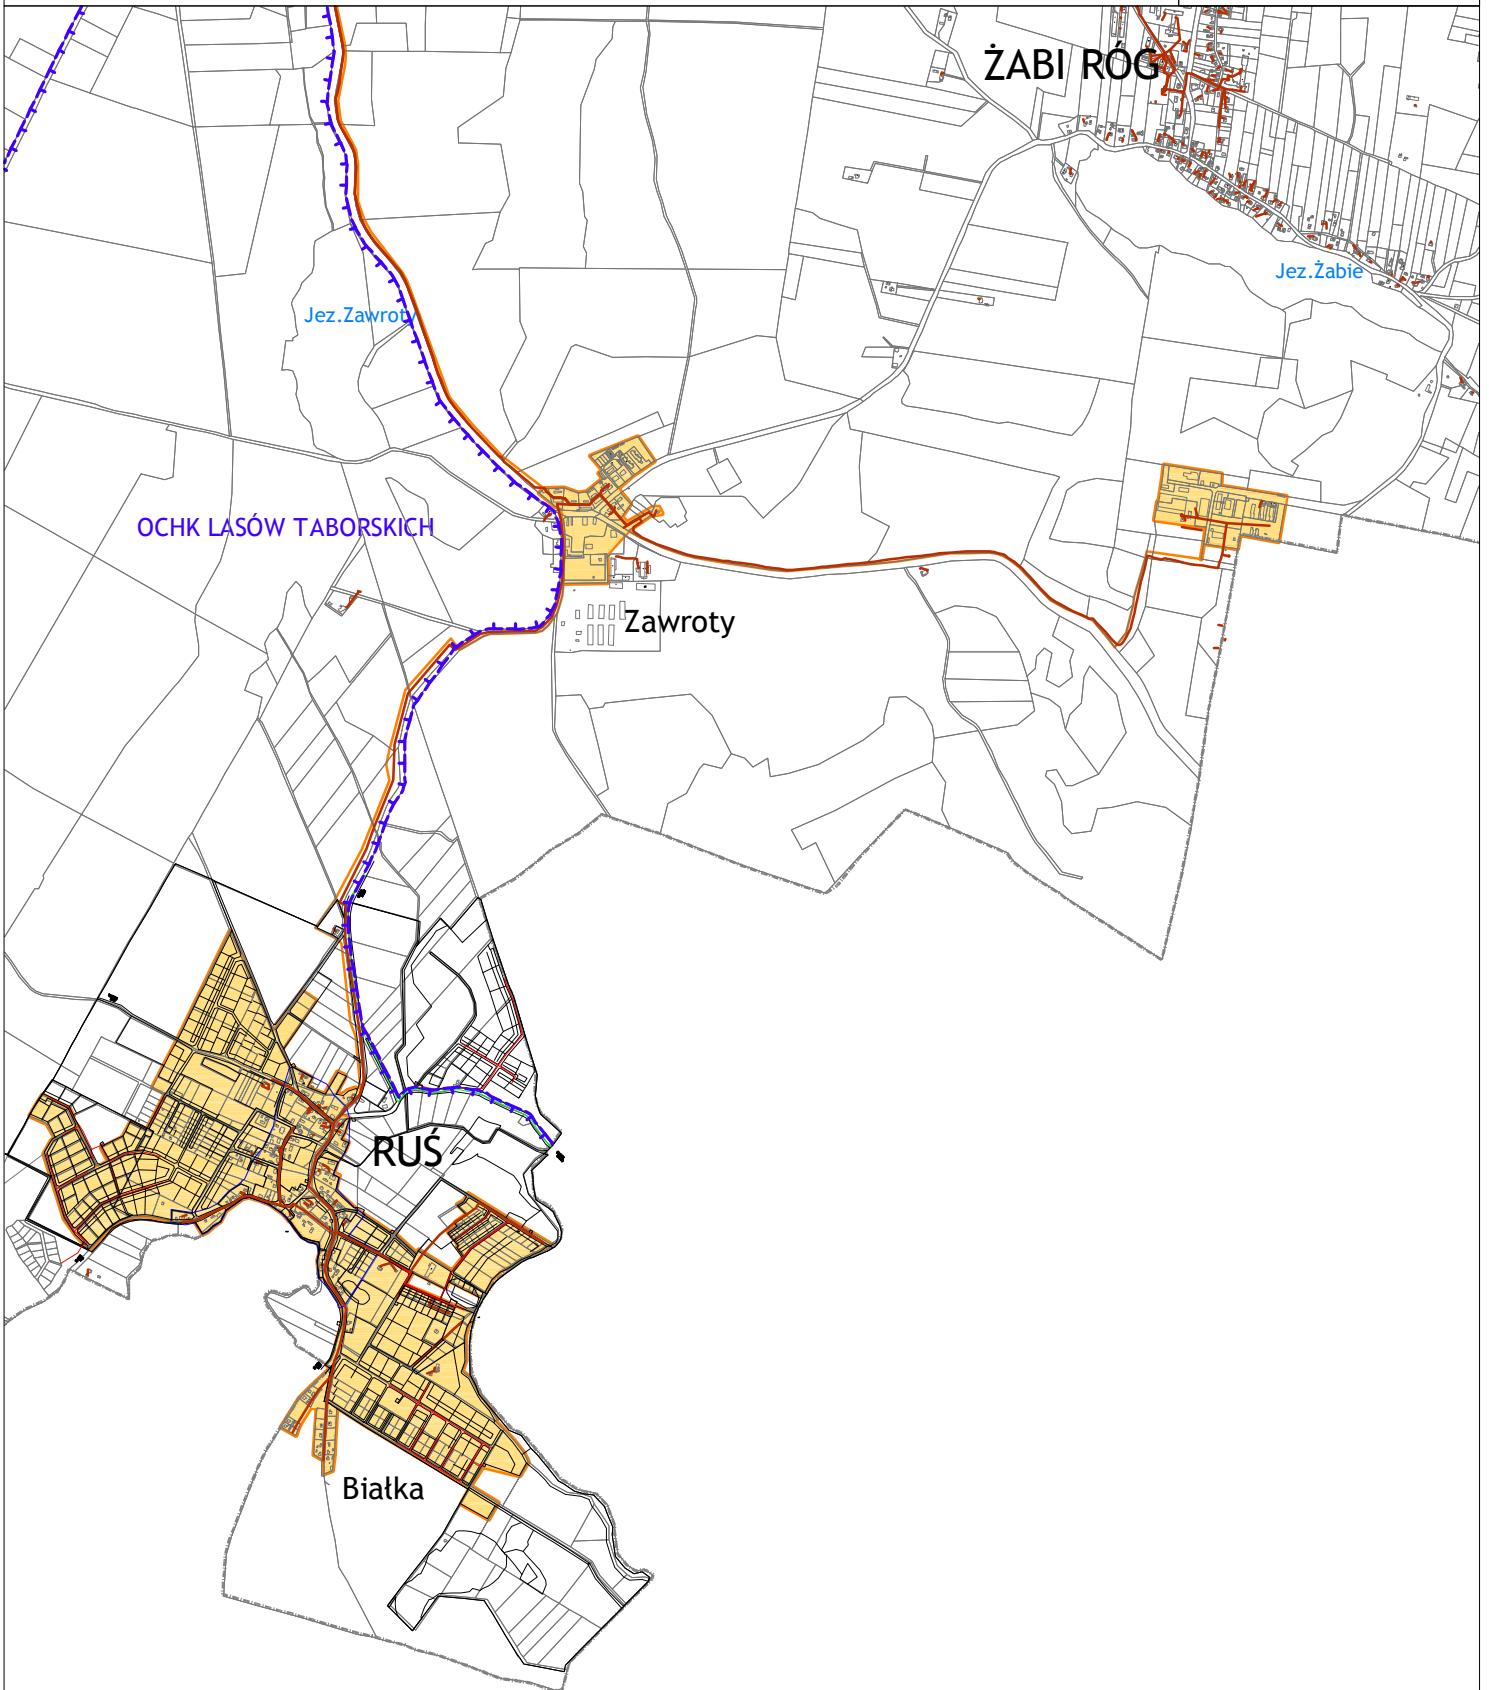 ŻABI RÓG
Jez.Żabie
Jez.Zawroty
OCHK LASÓW TABORSKICH
Zawroty
RUŚ
Białka